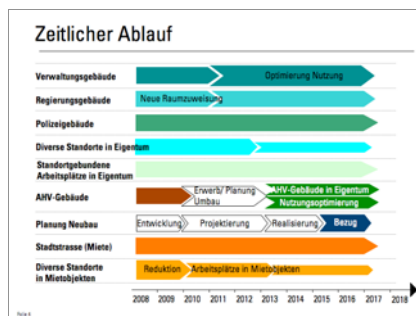 Zeitlicher Ablauf
Verwaltungsgebäude
Optimierung Nutzung
Regierungsgebäude
Neue Raumzuweisung
Polizeigebäude
Diverse Standorte in Eigentum
Standortgebundene
Arbeitsplätze in Eigentum
AHV-Gebäude
Erwerb/ Planung
Umbau
AHV-Gebäude in Eigentum
Nutzungsoptimierung
Planung Neubau
Entwicklung
Projektierung
Realisierung
Bezug
Stadtstrasse (Miete)
Diverse Standorte
in Mietobjekten
Reduktion
Arbeitsplätze in Mietobjekten
2008 2009 2010 2011 2012 2013 2014 2015 2016 2017 2018